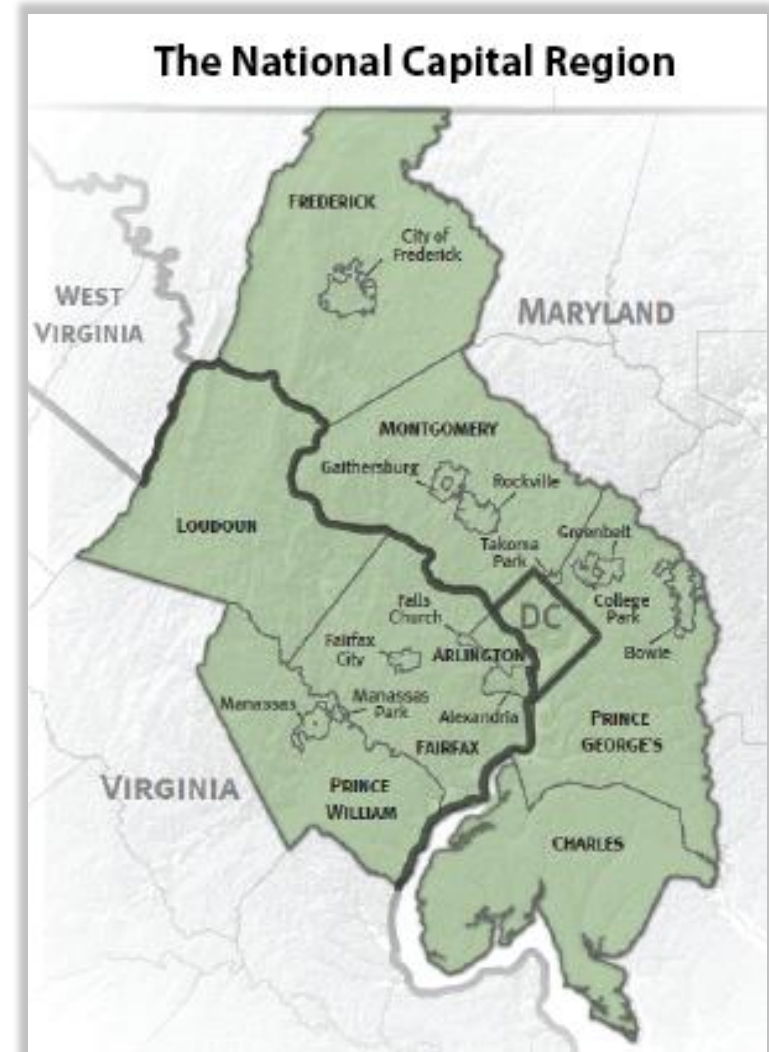 The National Capital Region
FREDERICK
City of
Frederick
WEST
VIRGINIA
MARYLAND
MONTGOMERY
Gaithersburg
Rockville
LOUDOUN
Takoma
Park
Greenbelt
Falls
Church
DC
College
Park
Fairfax
City
ARLINGTON
Bowie
Manassas
Manassas
Park
Alexandria
PRINCE
GEORGE'S
FAIRFAX
VIRGINIA
PRINCE
WILLIAM
CHARLES